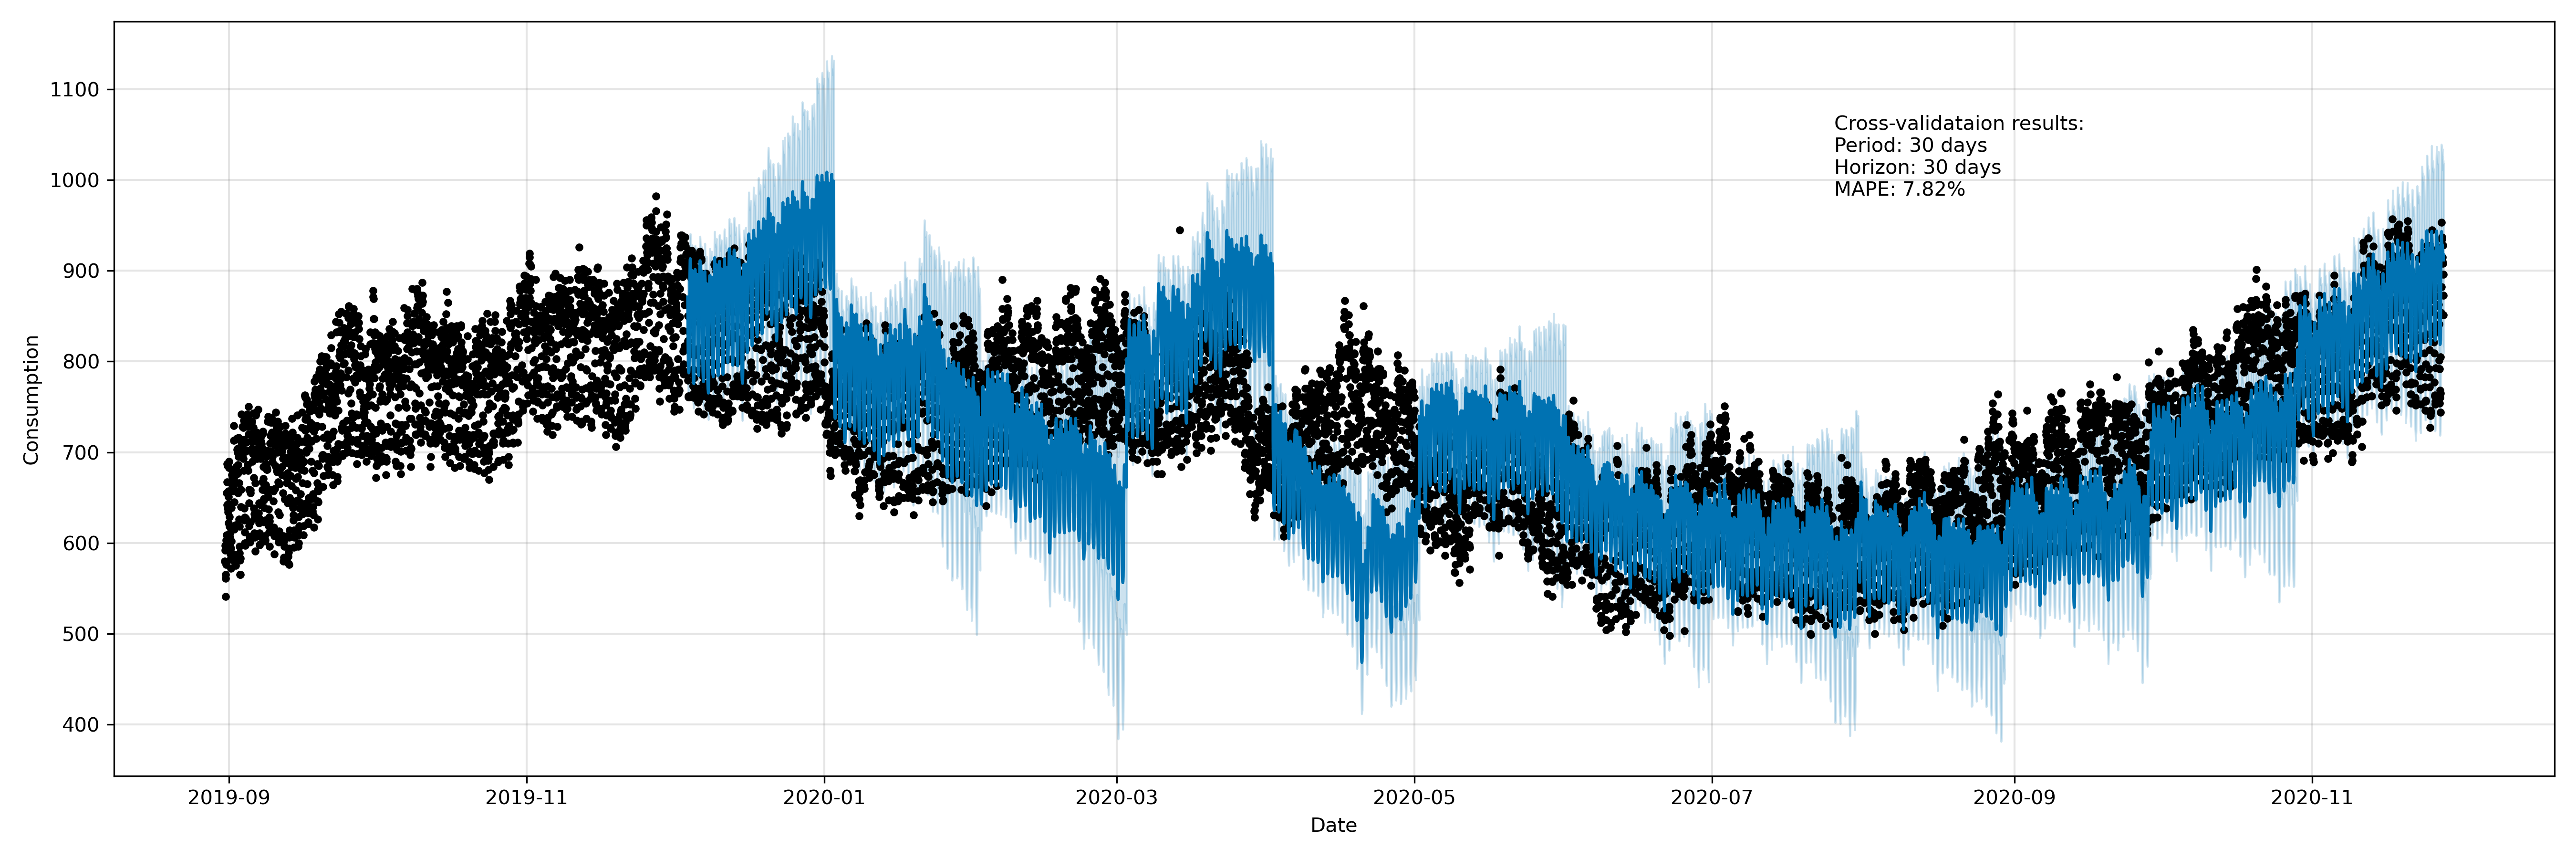 1100
1000
900
800
700
600
500
400
Consumption
Cross-validataion results:
Period: 30 days
Horizon: 30 days
MAPE: 7.82%
2019-09
2019-11
2020-01
2020-03
2020-05
2020-07
2020-09
2020-11
Date